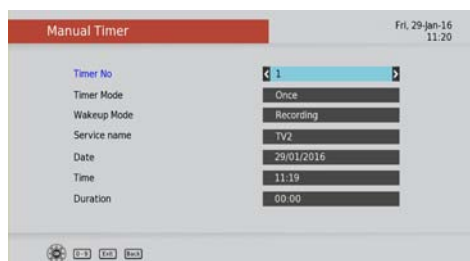 Manual Timer
Fri, 29-Jan-16
11:20
Timer No 1
Timer Mode Once
Wakeup Mode Recording
Service name TV2
Date 29/01/2016
Time 11:19
Duration 00:00
0-9 Exit Back